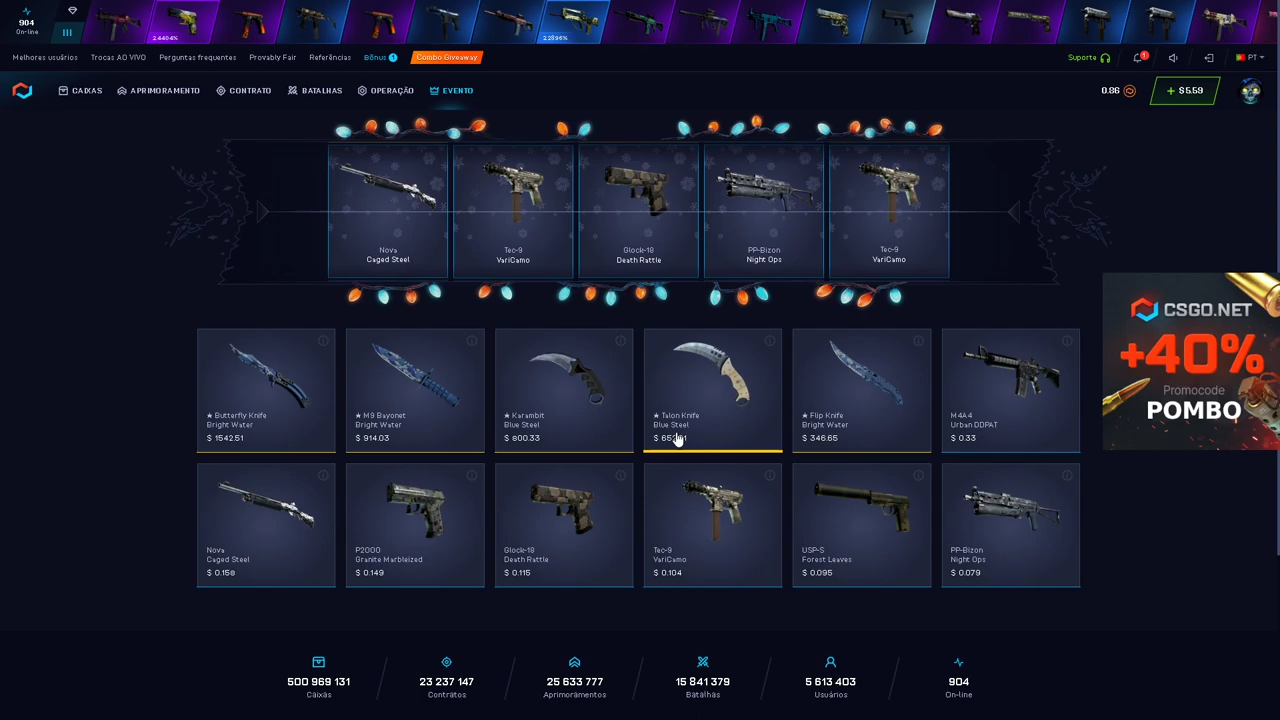 904
On-line
2.4404%
2.2896%
Melhores usuários
Trocas AO VIVO
Perguntas frequentes
Provably Fair
Referências
Bônus 1
Combo Giveaway
Suporte
1
PT
CAIXAS
APRIMORAMENTO
CONTRATO
BATALHAS
OPERAÇÃO
EVENTO
0.86
+ $ 5.59
Nova
Caged Steel
Tec-9
VariCamo
Glock-18
Death Rattle
PP-Bizon
Night Ops
Tec-9
VariCamo
CSGO.NET
+40%
Promocode
POMBO
★ Butterfly Knife
Bright Water
$ 1542.51
★ M9 Bayonet
Bright Water
$ 914.03
★ Karambit
Blue Steel
$ 800.33
★ Talon Knife
Blue Steel
★ Flip Knife
Bright Water
$ 346.65
M4A4
Urban DDPAT
$ 0.33
Nova
Caged Steel
$ 0.158
P2000
Granite Marbleized
$ 0.149
Glock-18
Death Rattle
$ 0.115
Tec-9
VariCamo
$ 0.104
USP-S
Forest Leaves
$ 0.095
PP-Bizon
Night Ops
$ 0.079
500 969 131
Caixas
23 237 147
Contratos
25 633 777
Aprimoramentos
15 841 379
Batalhas
5 613 403
Usuários
904
On-line